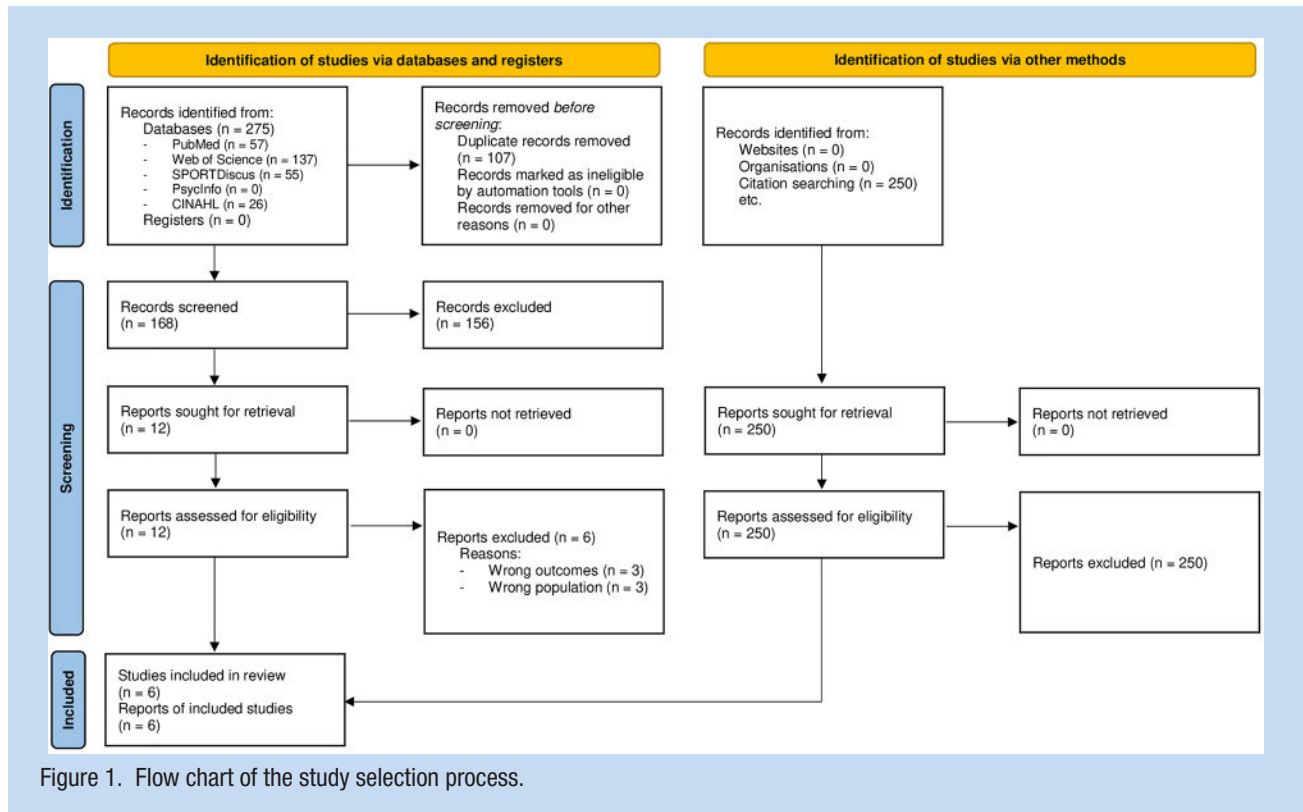 Identification of studies via databases and registers
Identification of studies via other methods
Identification
Records identified from:
Databases (n = 275)
- PubMed (n = 57)
- Web of Science (n = 137)
- SPORTDiscus (n = 55)
- PsycInfo (n = 0)
- CINAHL (n = 26)
Registers (n = 0)
Records removed before
screening:
Duplicate records removed
(n = 107)
Records marked as ineligible
by automation tools (n = 0)
Records removed for other
reasons (n = 0)
Records identified from:
Websites (n = 0)
Organisations (n = 0)
Citation searching (n = 250)
etc.
Screening
Records screened
(n = 168)
Records excluded
(n = 156)
Reports sought for retrieval
(n = 12)
Reports not retrieved
(n = 0)
Reports sought for retrieval
(n = 250)
Reports not retrieved
(n = 0)
Reports assessed for eligibility
(n = 12)
Reports excluded (n = 6)
Reasons:
- Wrong outcomes (n = 3)
- Wrong population (n = 3)
Reports assessed for eligibility
(n = 250)
Reports excluded (n = 250)
Included
Studies included in review
(n = 6)
Reports of included studies
(n = 6)
Figure 1. Flow chart of the study selection process.